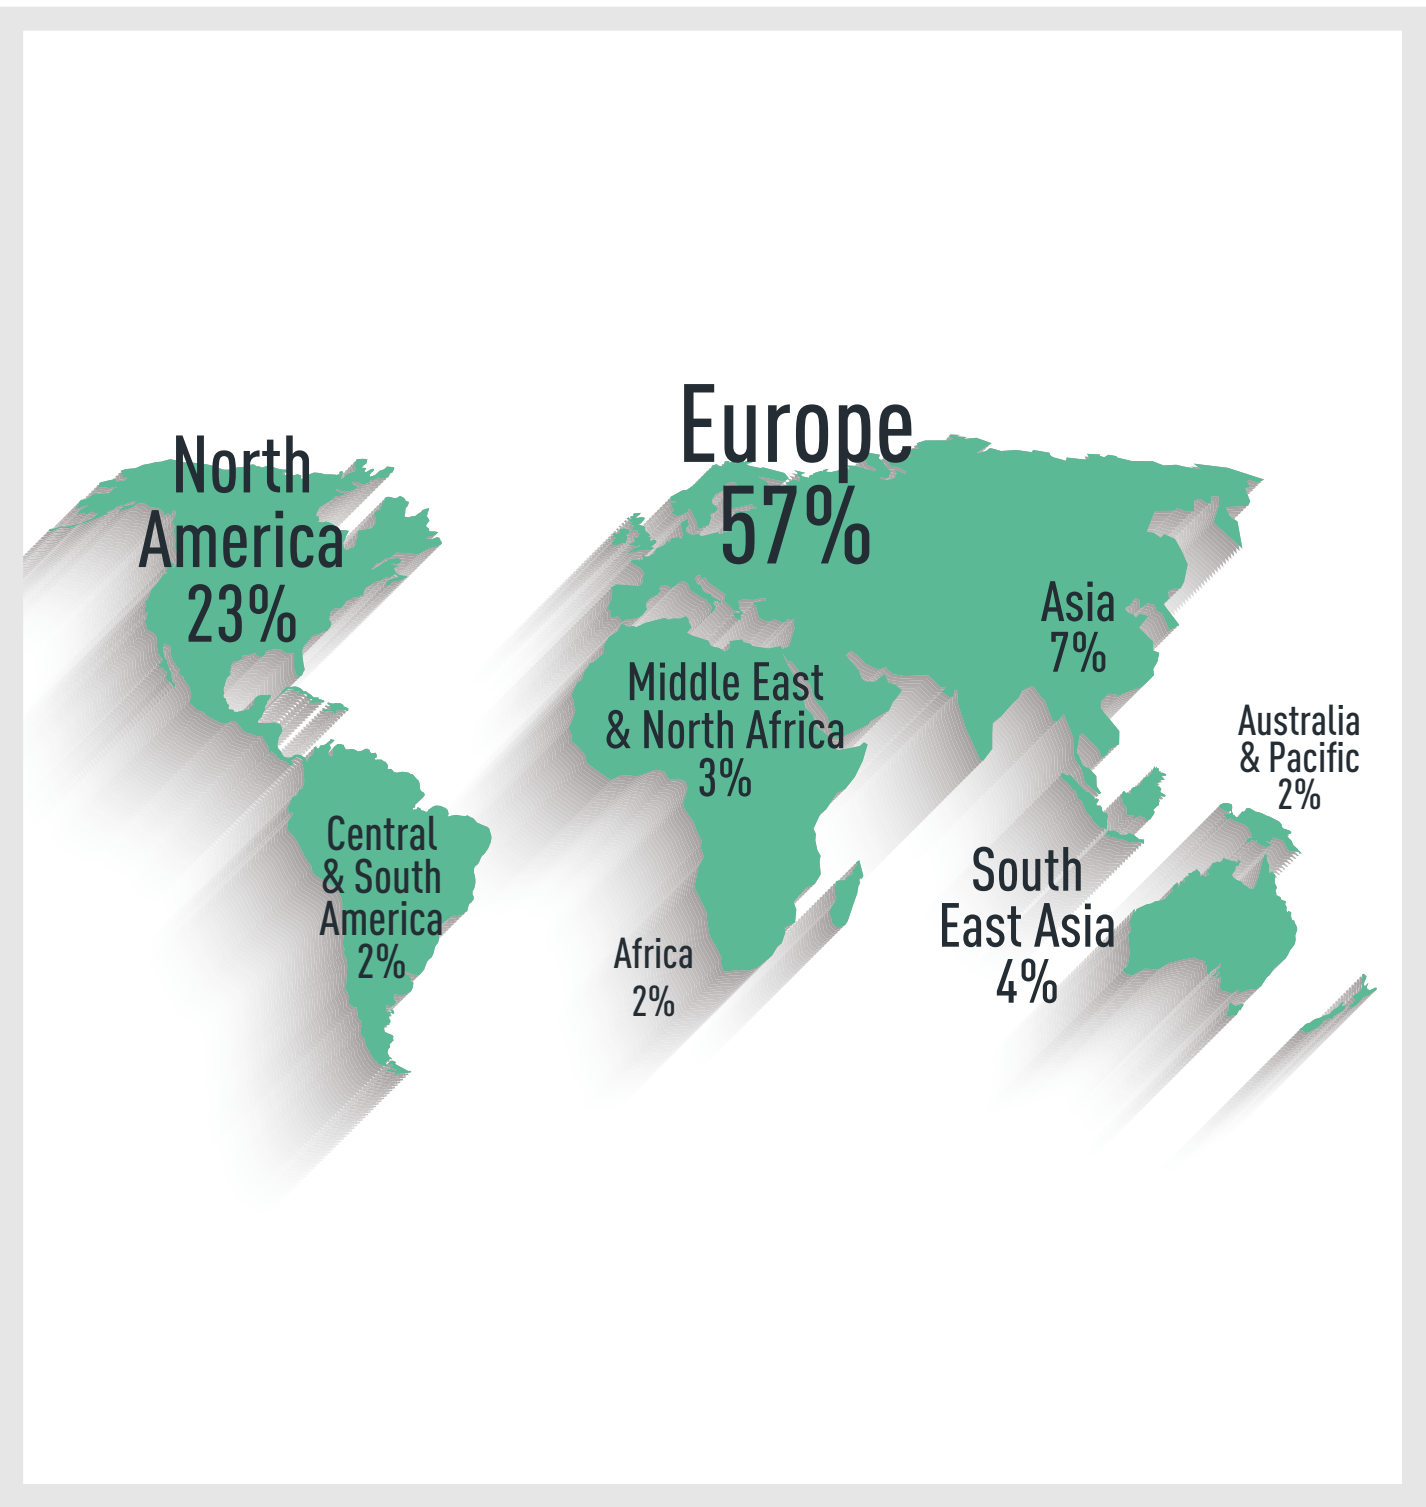 North
America
23%
Europe
57%
Asia
7%
Middle East
& North Africa
3%
Australia
& Pacific
2%
Central
& South
America
2%
South
East Asia
4%
Africa
2%